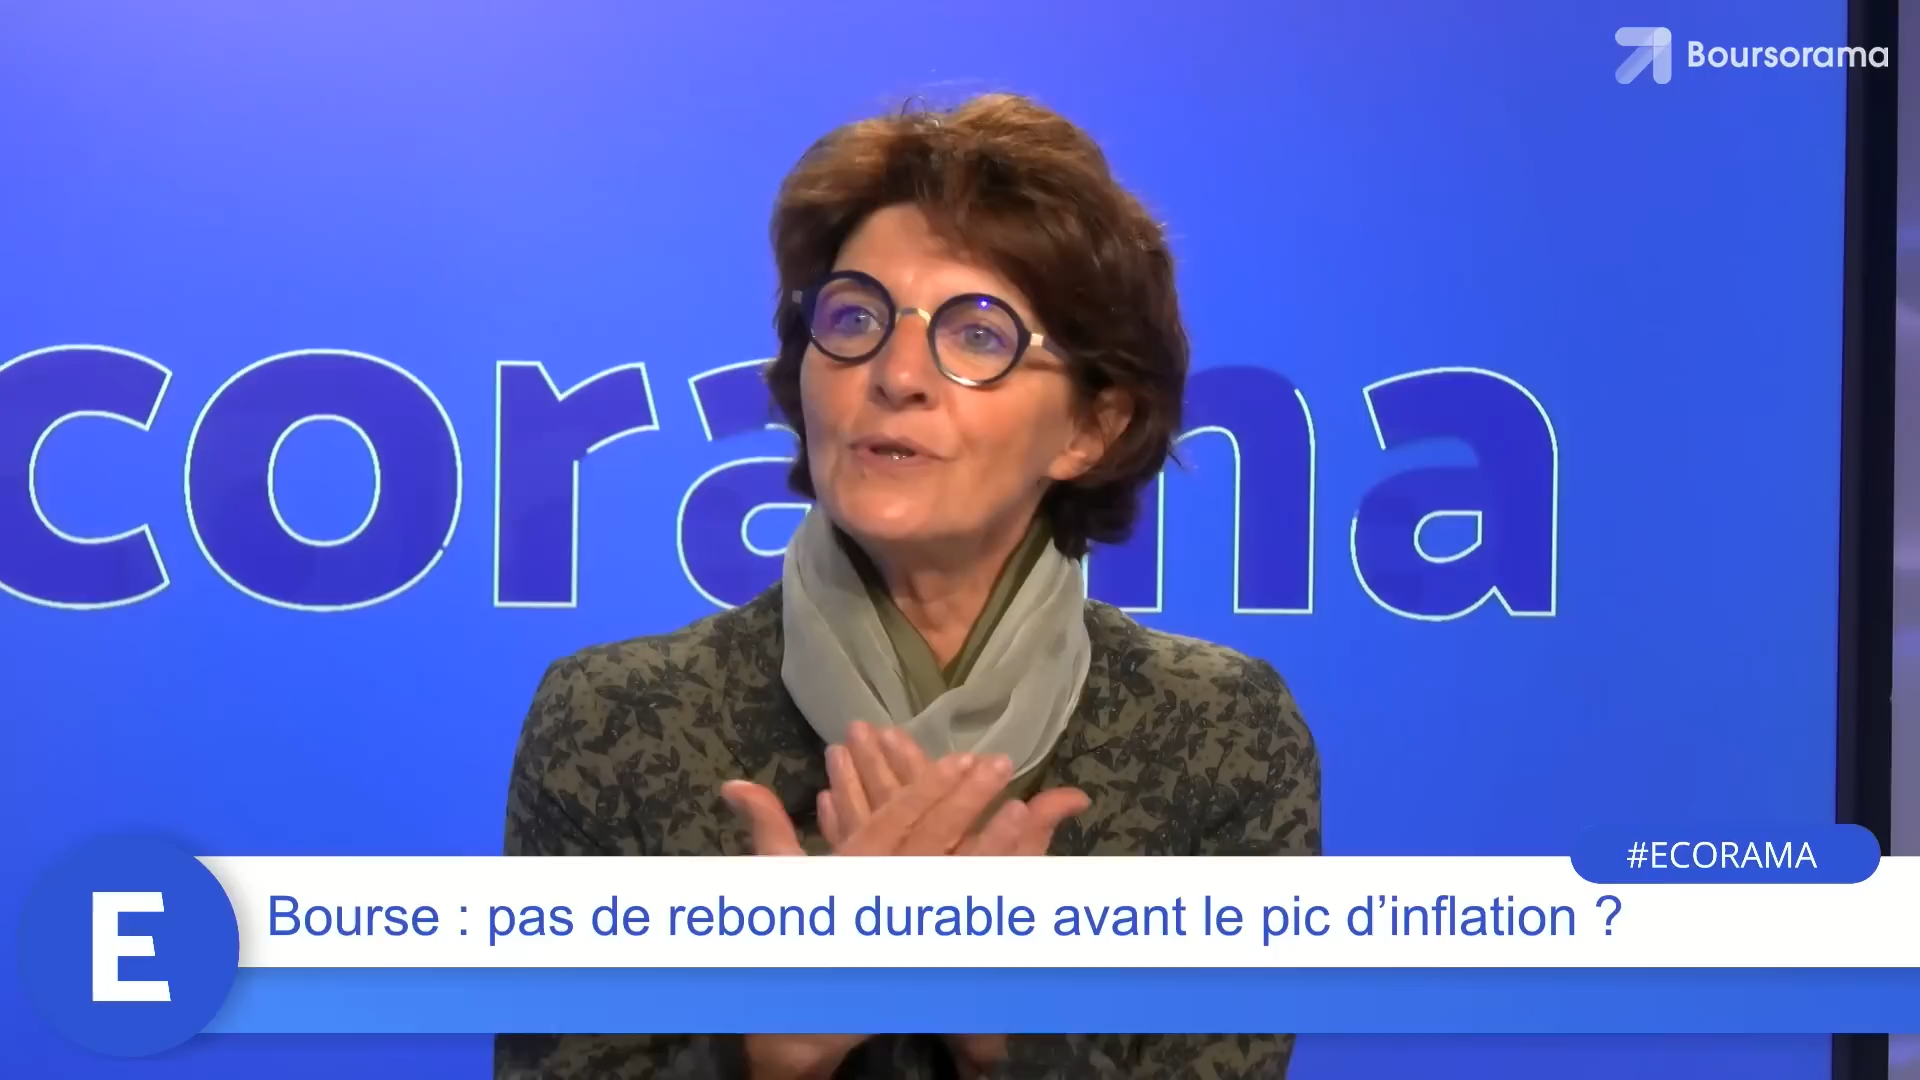 Boursorama
corama
#ECORAMA
Bourse : pas de rebond durable avant le pic d’inflation ?
E